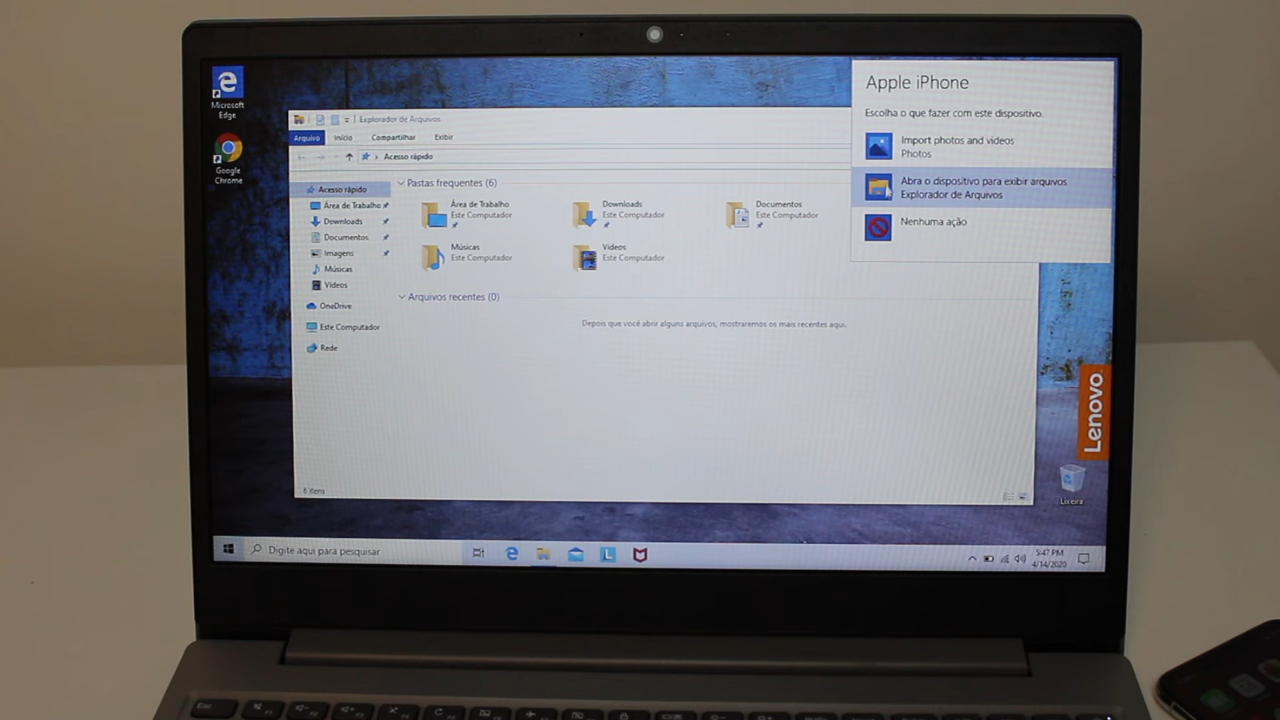 Microsoft
Edge
Google
Chrome
Explorador de Arquivos
Arquivo
Início
Compartilhar
Exibir
Acesso rápido
Acesso rápido
Área de Trabalho
Downloads
Documentos
Imagens
Músicas
Vídeos
OneDrive
Este Computador
Rede
Pastas frequentes (6)
Área de Trabalho
Este Computador
Downloads
Este Computador
Documentos
Este Computador
Músicas
Este Computador
Vídeos
Este Computador
Arquivos recentes (0)
Depois que você abrir alguns arquivos, mostraremos os mais recentes aqui.
6 itens
Apple iPhone
Escolha o que fazer com este dispositivo.
Import photos and videos
Photos
Abra o dispositivo para exibir arquivos
Explorador de Arquivos
Nenhuma ação
Lenovo
Lixeira
Digite aqui para pesquisar
L
5:47 PM
4/14/2020
Esc